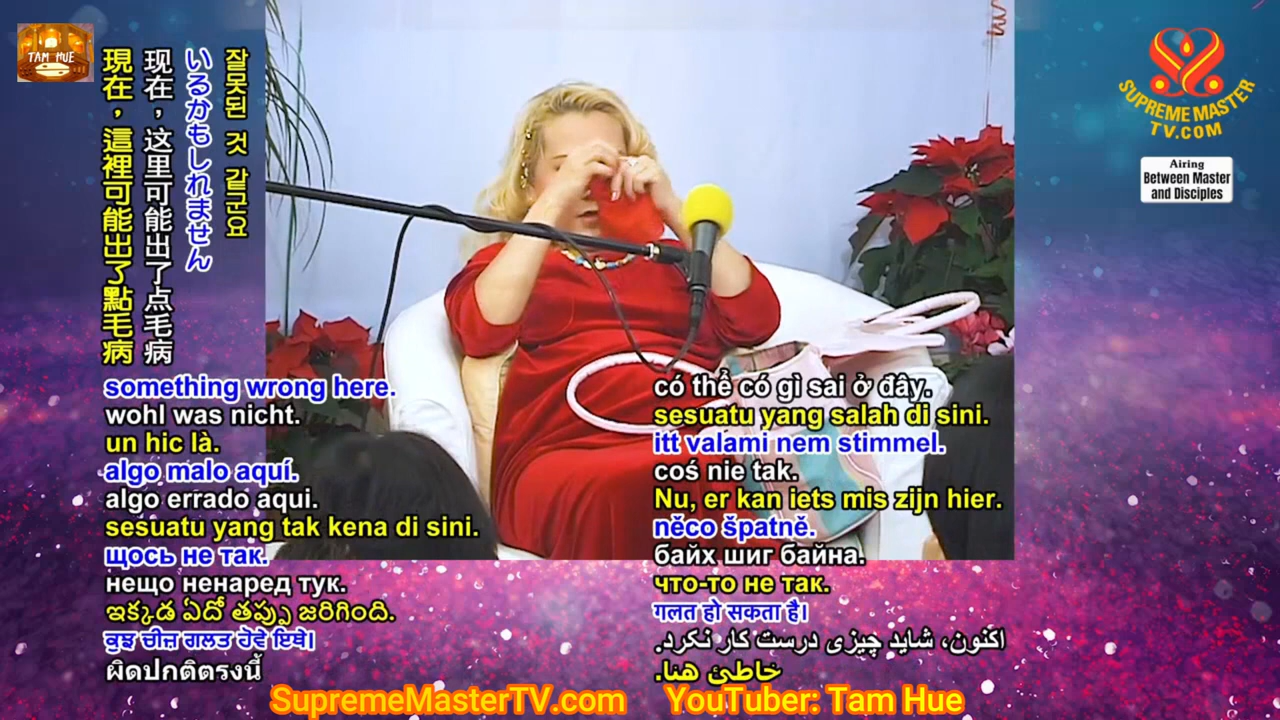 TAM HUE
現在，這裡可能出了點毛病
现在，这里可能出了点毛病
いるかもしれません
잘못된 것 같군요
SUPREME MASTER
TV.COM
Airing
Between Master
and Disciples
something wrong here.
wohl was nicht.
un hic là.
algo malo aquí.
algo errado aqui.
sesuatu yang tak kena di sini.
щось не так.
нещо ненаред тук.
ఇక్కడ ఏదో తప్పు జరిగింది.
ਕੁਝ ਚੀਜ਼ ਗਲਤ ਹੋਵੇ ਇਥੇ।
ผิดปกติตรงนี้
có thể có gì sai ở đây.
sesuatu yang salah di sini.
itt valami nem stimmel.
coś nie tak.
Nu, er kan iets mis zijn hier.
něco špatně.
байх шиг байна.
что-то не так.
गलत हो सकता है।
اکنون، شاید چیزی درست کار نکرد.
خاطئ هنا.
SupremeMasterTV.com YouTuber: Tam Hue